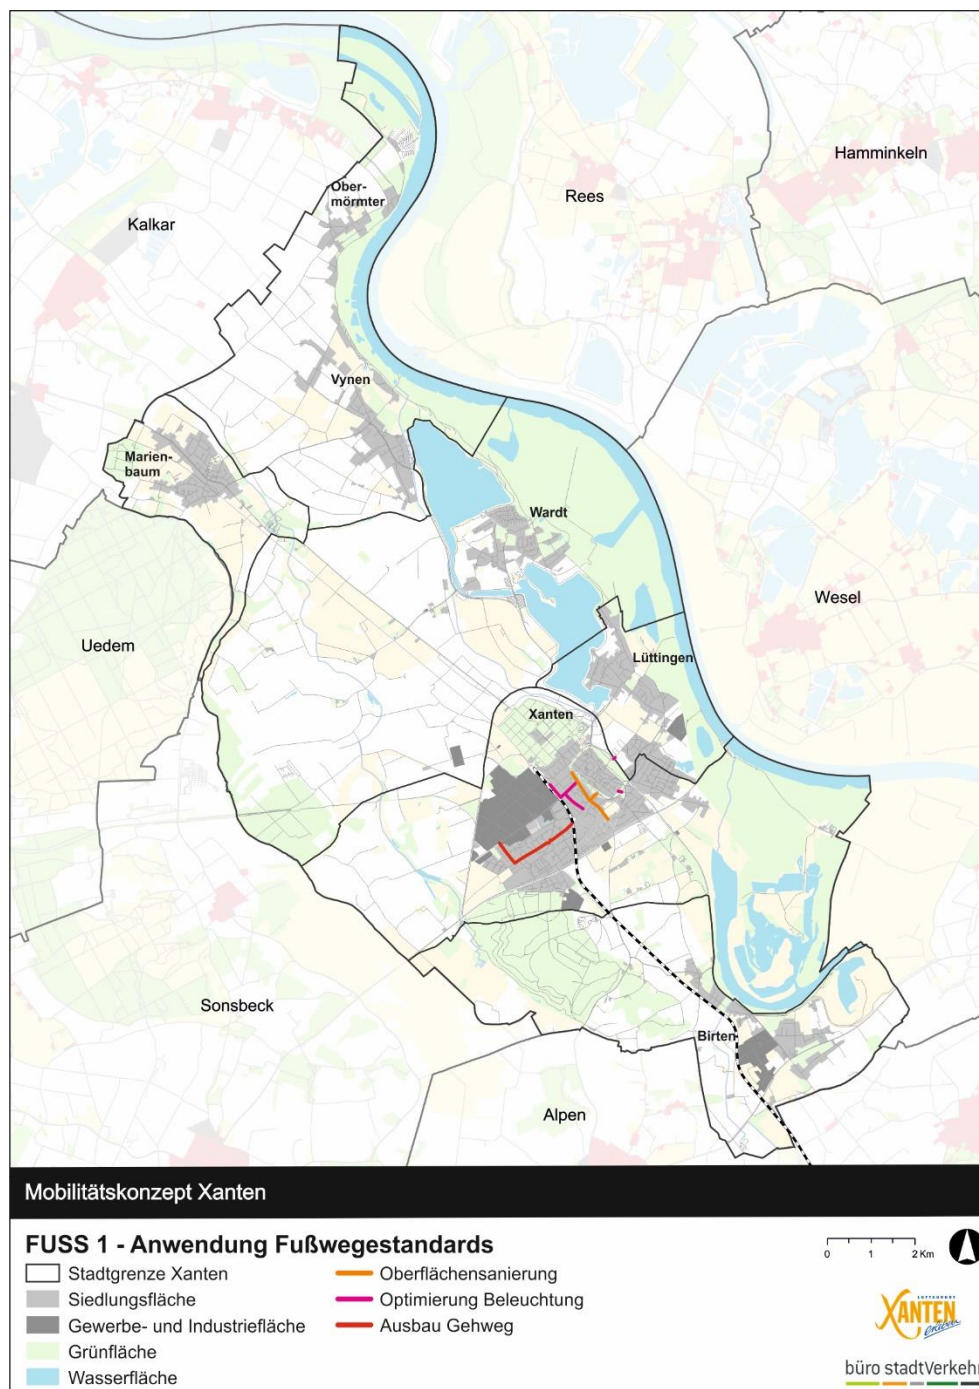 Hamminkeln
Rees
Ober-
mörmter
Kalkar
Vynen
Marien-
baum
Wardt
Wesel
Uedem
Lüttingen
Xanten
Sonsbeck
Birten
Alpen
Mobilitätskonzept Xanten
FUSS 1 - Anwendung Fußwegestandards
Stadtgrenze Xanten
Siedlungsfläche
Gewerbe- und Industriefläche
Grünfläche
Wasserfläche
Oberflächensanierung
Optimierung Beleuchtung
Ausbau Gehweg
0 1 2 Km
LUFTKURORT
XANTEN
erleben
büro stadtVerkehr